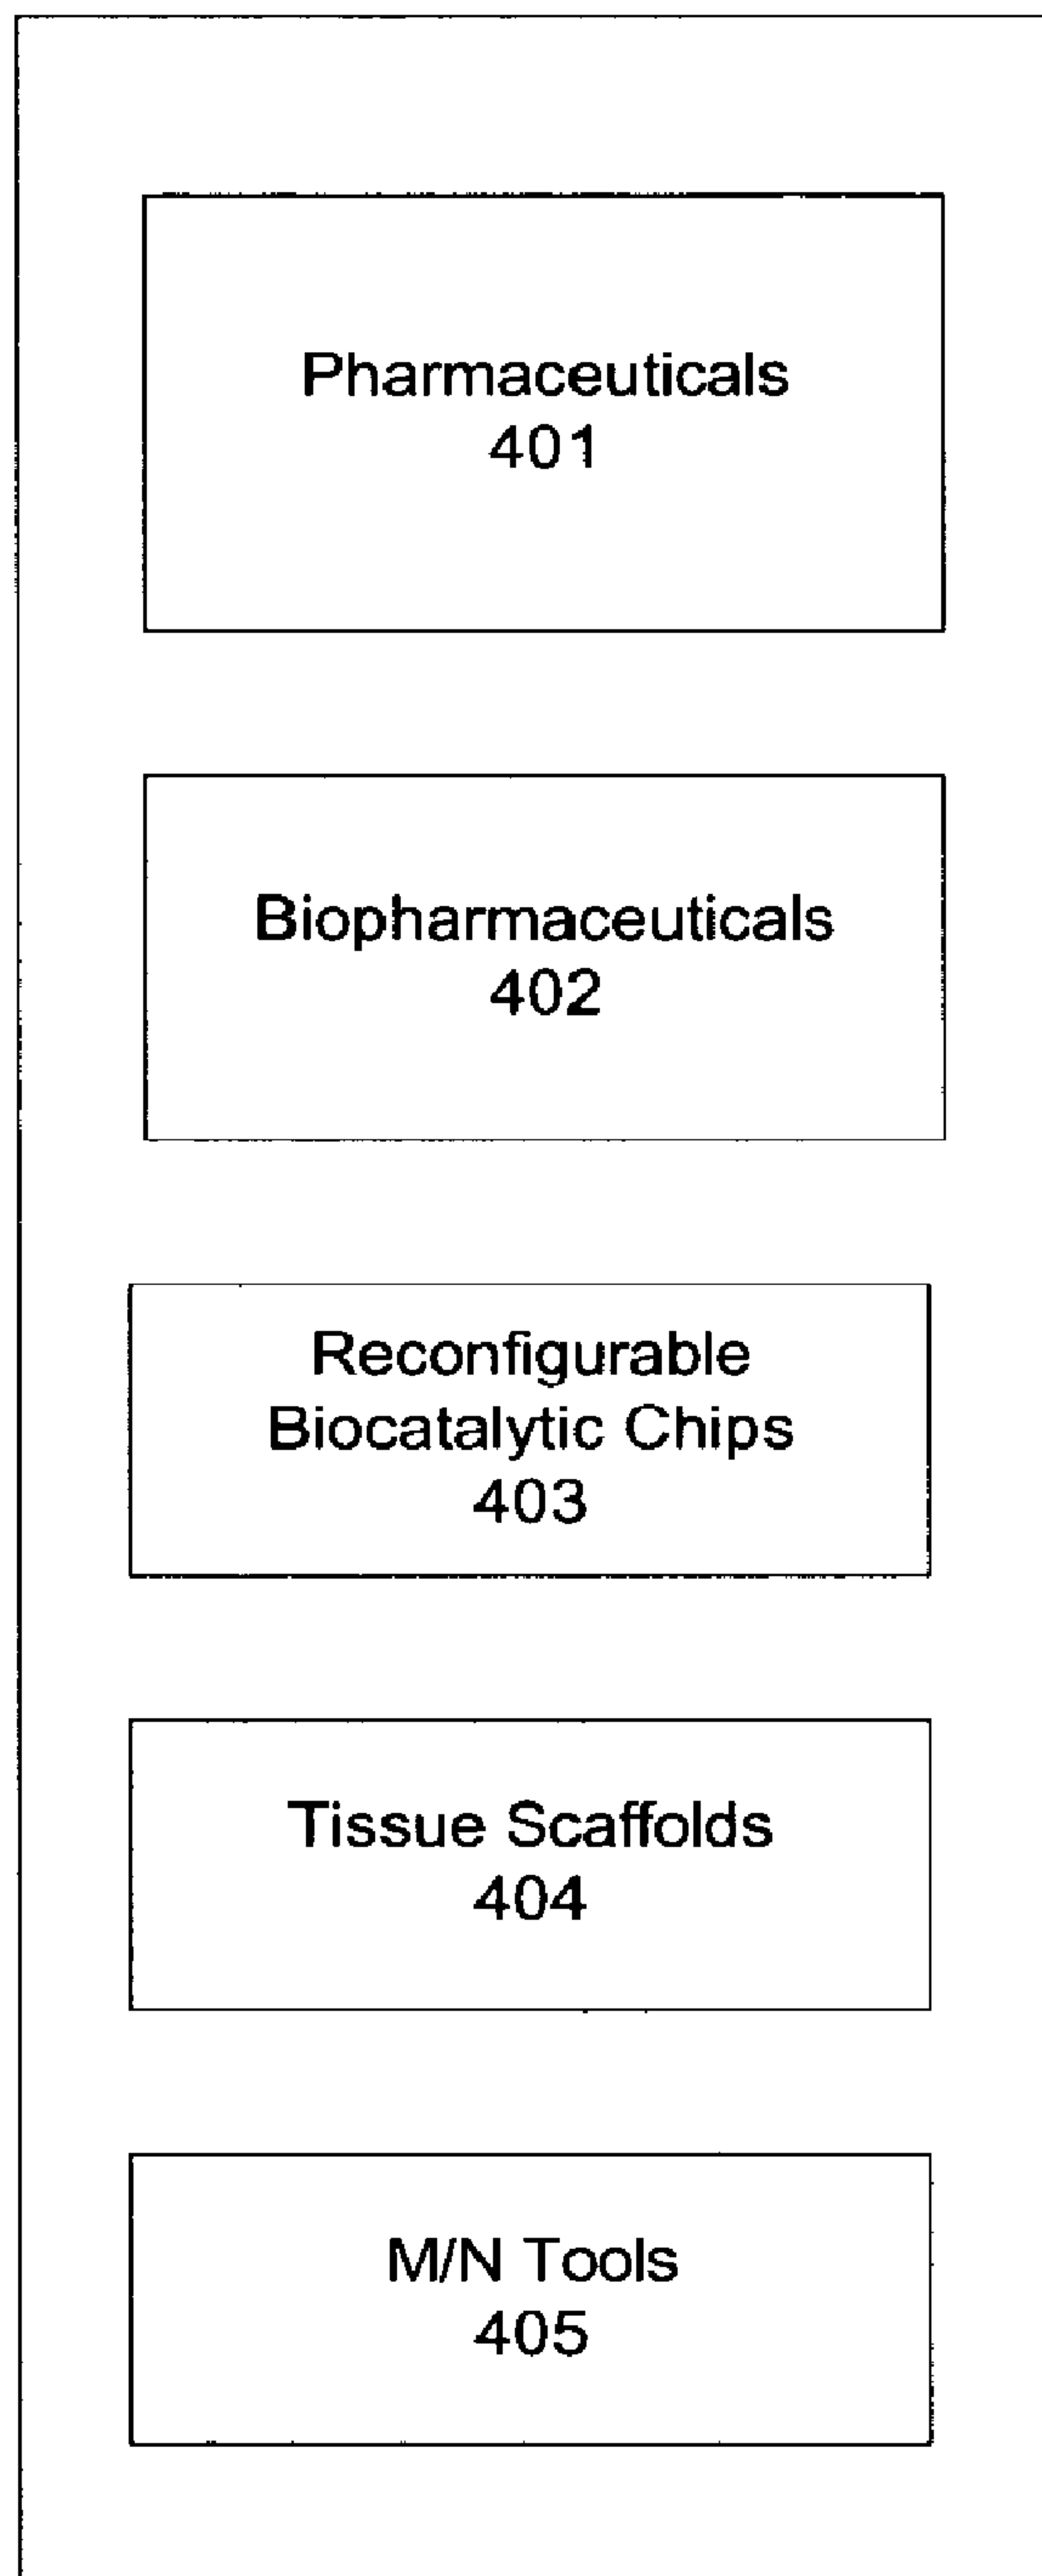 Pharmaceuticals
401
Biopharmaceuticals
402
Reconfigurable
Biocatalytic Chips
403
Tissue Scaffolds
404
M/N Tools
405